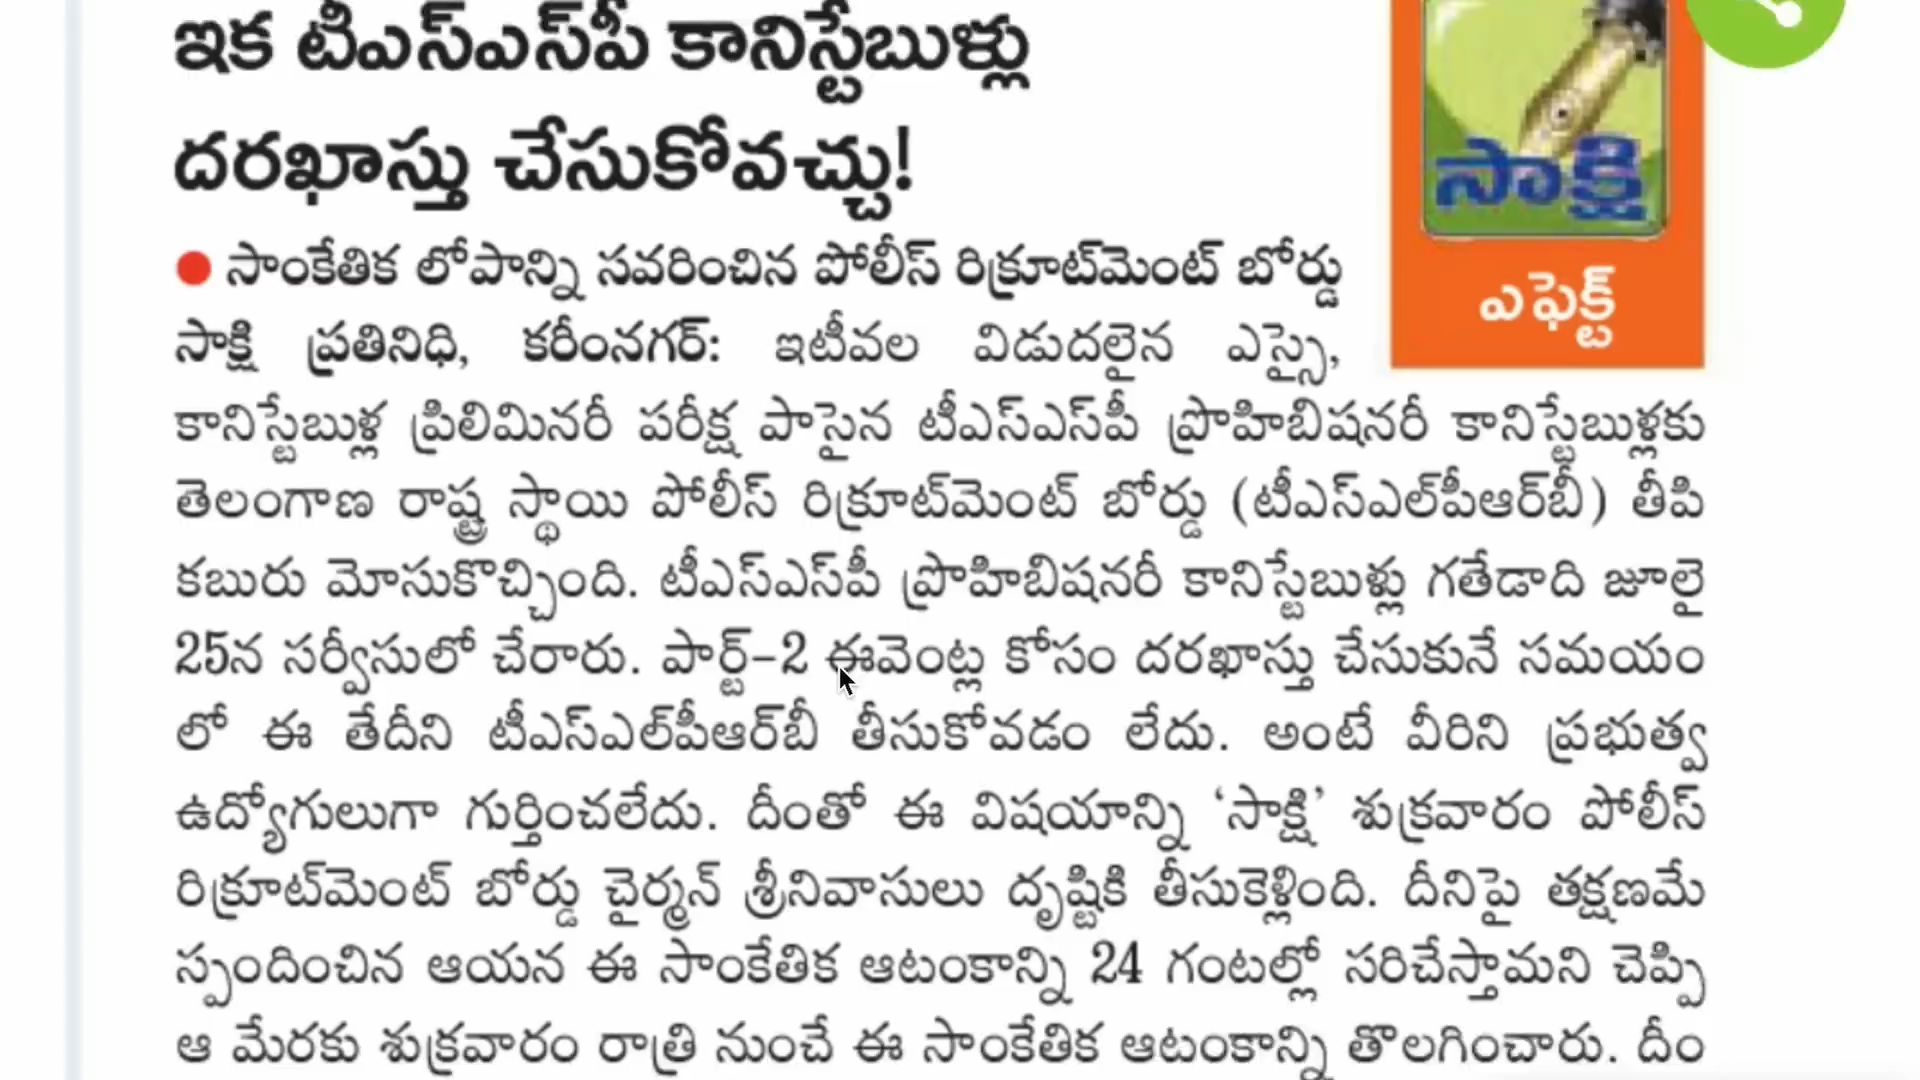 ఇక టీఎస్ఎస్‌పీ కానిస్టేబుళ్లు
దరఖాస్తు చేసుకోవచ్చు!
సాక్షి
ఎఫెక్ట్
● సాంకేతిక లోపాన్ని సవరించిన పోలీస్ రిక్రూట్‌మెంట్ బోర్డు
సాక్షి ప్రతినిధి, కరీంనగర్: ఇటీవల విడుదలైన ఎస్సై,
కానిస్టేబుళ్ల ప్రిలిమినరీ పరీక్ష పాసైన టీఎస్ఎస్‌పీ ప్రొహిబిషనరీ కానిస్టేబుళ్లకు
తెలంగాణ రాష్ట్ర స్థాయి పోలీస్ రిక్రూట్‌మెంట్ బోర్డు (టీఎస్ఎల్‌పీఆర్‌బీ) తీపి
కబురు మోసుకొచ్చింది. టీఎస్ఎస్‌పీ ప్రొహిబిషనరీ కానిస్టేబుళ్లు గతేడాది జూలై
25న సర్వీసులో చేరారు. పార్ట్–2 ఈవెంట్ల కోసం దరఖాస్తు చేసుకునే సమయం
లో ఈ తేదీని టీఎస్ఎల్‌పీఆర్‌బీ తీసుకోవడం లేదు. అంటే వీరిని ప్రభుత్వ
ఉద్యోగులుగా గుర్తించలేదు. దీంతో ఈ విషయాన్ని ‘సాక్షి’ శుక్రవారం పోలీస్
రిక్రూట్‌మెంట్ బోర్డు చైర్మన్ శ్రీనివాసులు దృష్టికి తీసుకెళ్లింది. దీనిపై తక్షణమే
స్పందించిన ఆయన ఈ సాంకేతిక ఆటంకాన్ని 24 గంటల్లో సరిచేస్తామని చెప్పి
ఆ మేరకు శుక్రవారం రాత్రి నుంచే ఈ సాంకేతిక ఆటంకాన్ని తొలగించారు. దీం